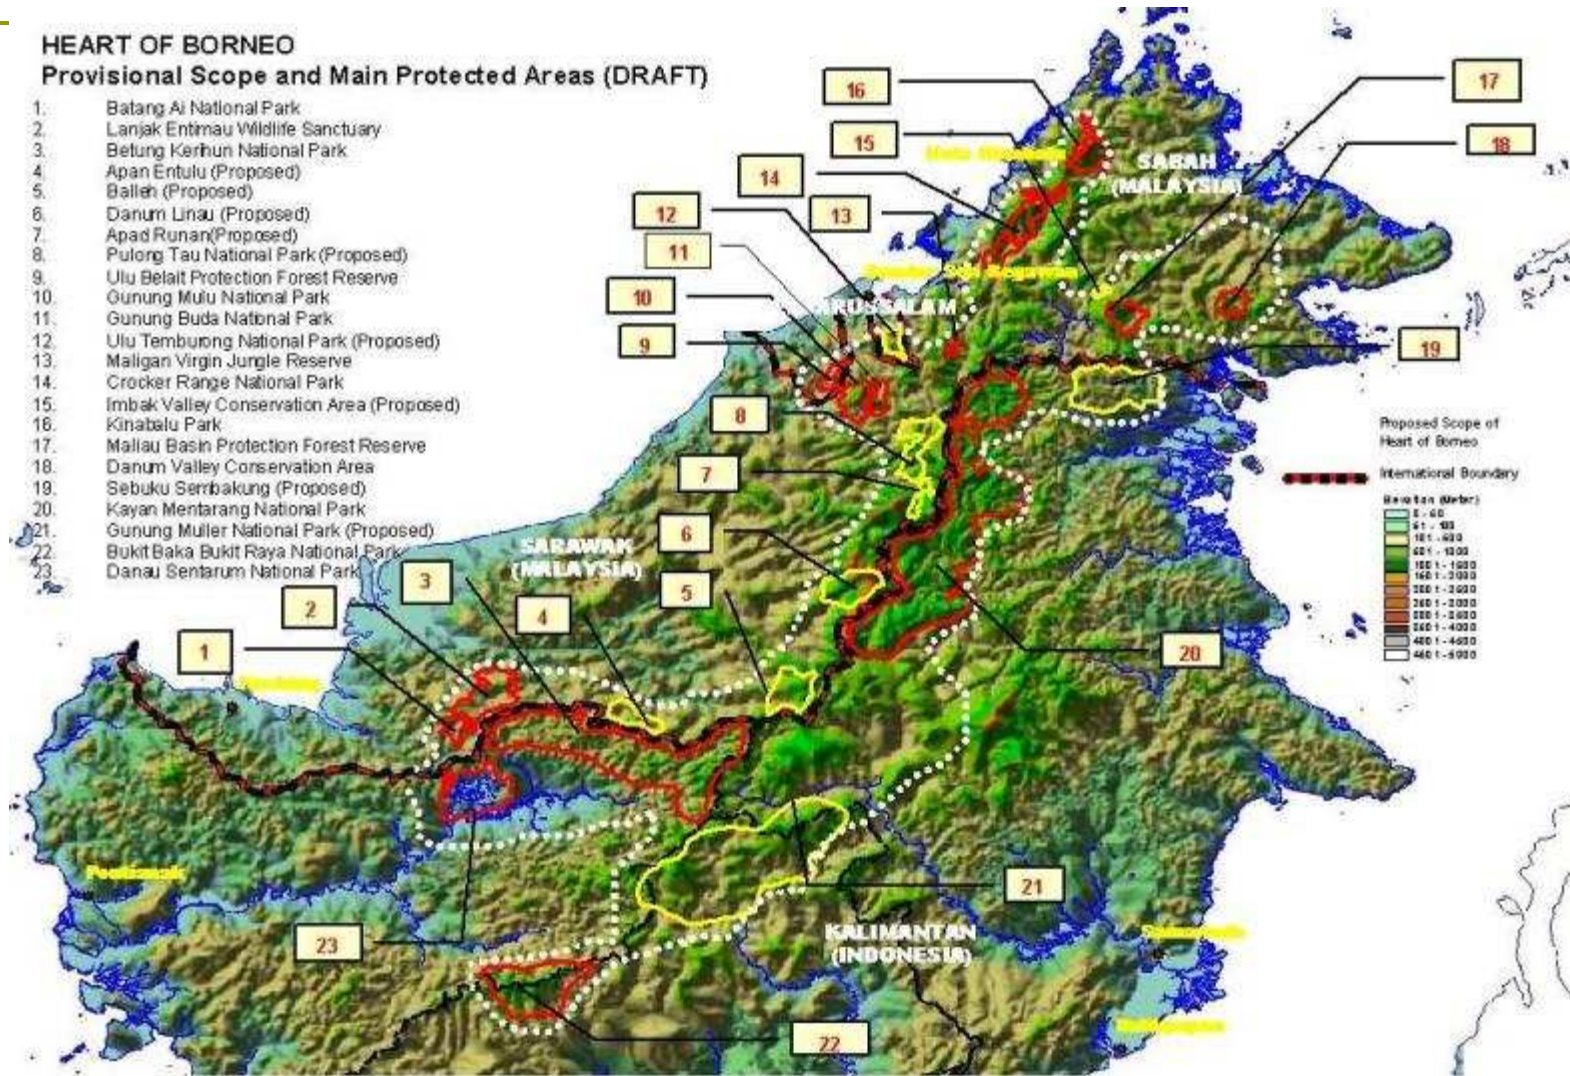 HEART OF BORNEO
Provisional Scope and Main Protected Areas (DRAFT)
1. Batang Ai National Park
2. Lanjak Entimau Wildlife Sanctuary
3. Betung Kerihun National Park
4. Apan Entulu (Proposed)
5. Balleh (Proposed)
6. Danum Linau (Proposed)
7. Apad Runan(Proposed)
8. Pulong Tau National Park (Proposed)
9. Ulu Belait Protection Forest Reserve
10. Gunung Mulu National Park
11. Gunung Buda National Park
12. Ulu Temburong National Park (Proposed)
13. Maligan Virgin Jungle Reserve
14. Crocker Range National Park
15. Imbak Valley Conservation Area (Proposed)
16. Kinabalu Park
17. Maliau Basin Protection Forest Reserve
18. Danum Valley Conservation Area
19. Sebuku Sembakung (Proposed)
20. Kayan Mentarang National Park
21. Gunung Muller National Park (Proposed)
22. Bukit Baka Bukit Raya National Park
23. Danau Sentarum National Park
16
17
15
18
14
12
13
11
10
9
19
8
7
6
5
4
3
2
1
20
21
23
22
SABAH
(MALAYSIA)
SARAWAK
(MALAYSIA)
Pontianak
KALIMANTAN
(INDONESIA)
Proposed Scope of
Heart of Borneo
International Boundary